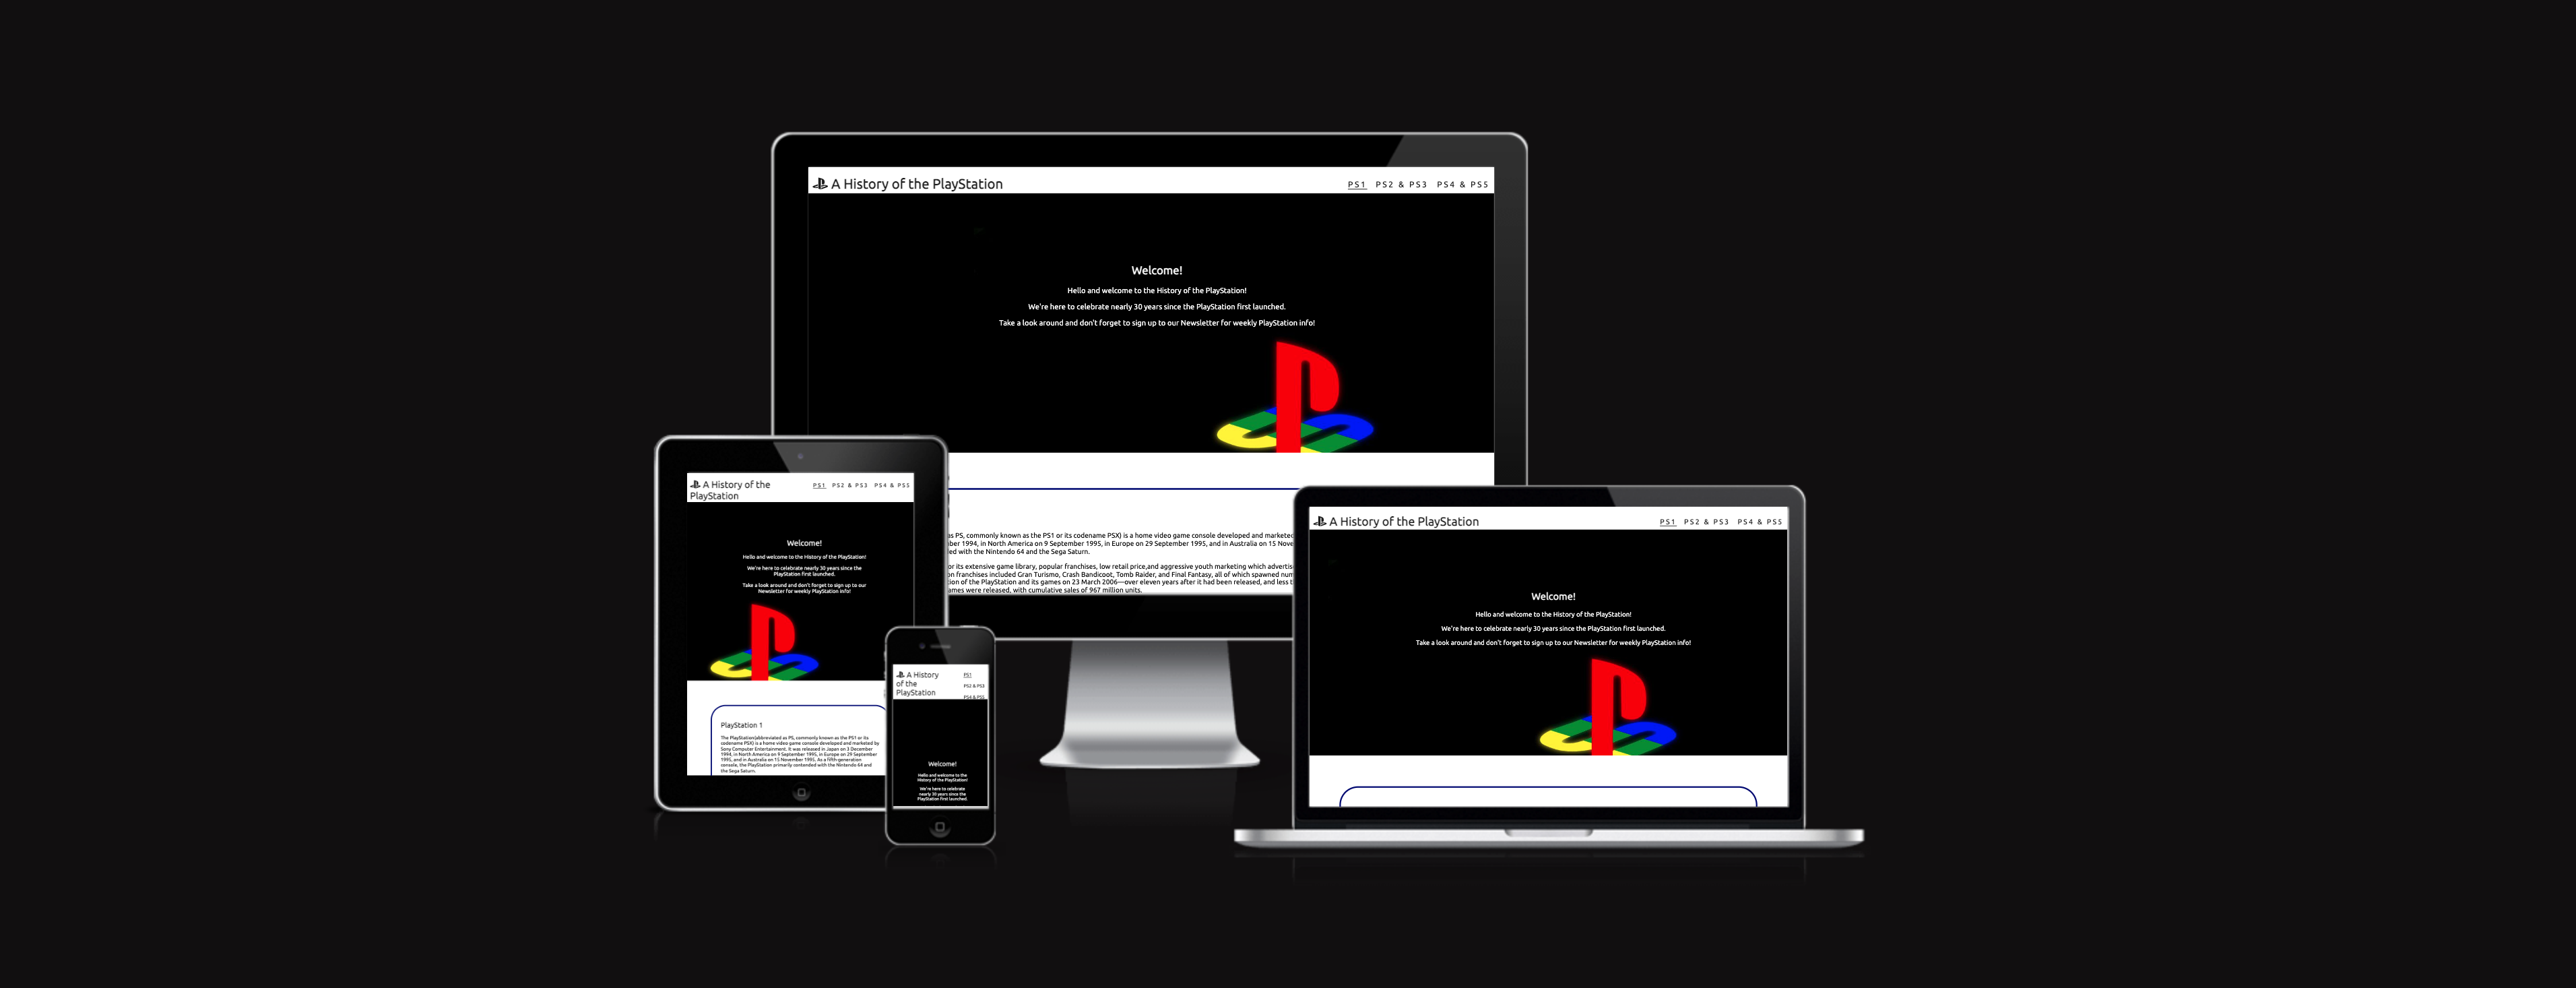 A History of the PlayStation
PS1 PS2 & PS3 PS4 & PS5
Welcome!
Hello and welcome to the History of the PlayStation!
We're here to celebrate nearly 30 years since the PlayStation first launched.
Take a look around and don't forget to sign up to our Newsletter for weekly PlayStation info!
as PS, commonly known as the PS1 or its codename PSX) is a home video game console developed and marketed
ber 1994, in North America on 9 September 1995, in Europe on 29 September 1995, and in Australia on 15 Nove
ed with the Nintendo 64 and the Sega Saturn.
or its extensive game library, popular franchises, low retail price,and aggressive youth marketing which advertis
n franchises included Gran Turismo, Crash Bandicoot, Tomb Raider, and Final Fantasy, all of which spawned num
tion of the PlayStation and its games on 23 March 2006—over eleven years after it had been released, and less t
ames were released, with cumulative sales of 967 million units.
A History of the
PlayStation
PS1 PS2 & PS3 PS4 & PS5
Welcome!
Hello and welcome to the History of the PlayStation!
We're here to celebrate nearly 30 years since the
PlayStation first launched.
Take a look around and don't forget to sign up to our
Newsletter for weekly PlayStation info!
PlayStation 1
The PlayStation(abbreviated as PS, commonly known as the PS1 or its
codename PSX) is a home video game console developed and marketed by
Sony Computer Entertainment. It was released in Japan on 3 December
1994, in North America on 9 September 1995, in Europe on 29 September
1995, and in Australia on 15 November 1995. As a fifth-generation
console, the PlayStation primarily contended with the Nintendo 64 and
the Sega Saturn.
A History
of the
PlayStation
PS1
PS2 & PS3
PS4 & PS5
Welcome!
Hello and welcome to the
History of the PlayStation!
We're here to celebrate
nearly 30 years since the
PlayStation first launched.
A History of the PlayStation
PS1 PS2 & PS3 PS4 & PS5
Welcome!
Hello and welcome to the History of the PlayStation!
We're here to celebrate nearly 30 years since the PlayStation first launched.
Take a look around and don't forget to sign up to our Newsletter for weekly PlayStation info!